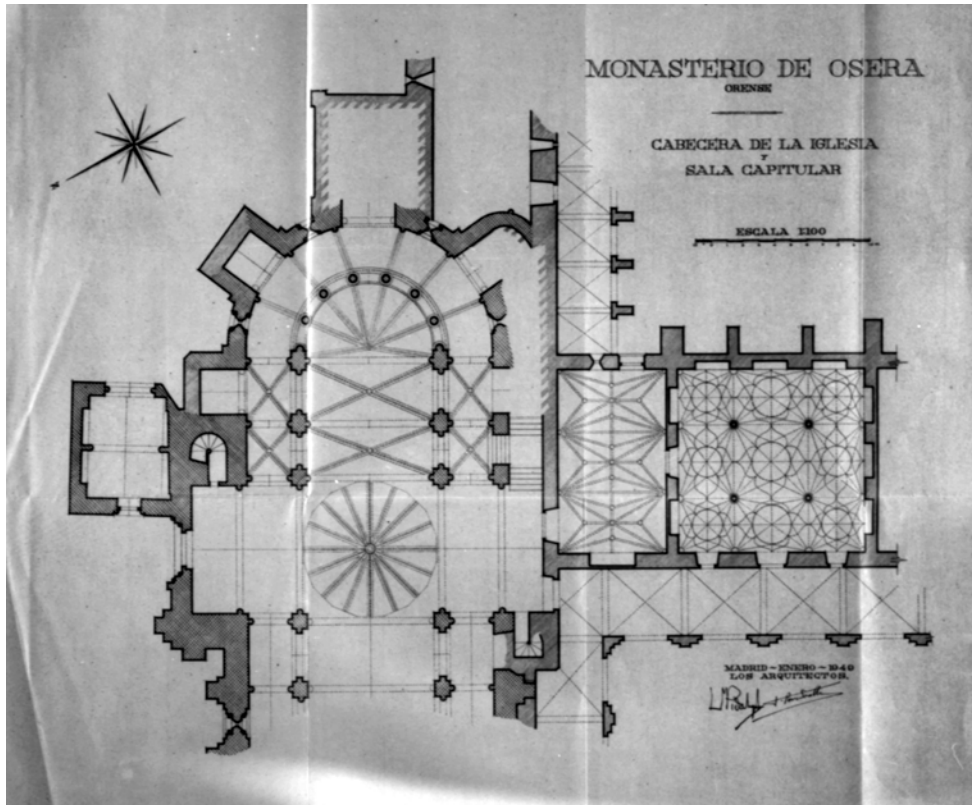 MONASTERIO DE OSERA
ORENSE
CABECERA DE LA IGLESIA
Y
SALA CAPITULAR
ESCALA 1:100
MADRID-ENERO-1949
LOS ARQUITECTOS.